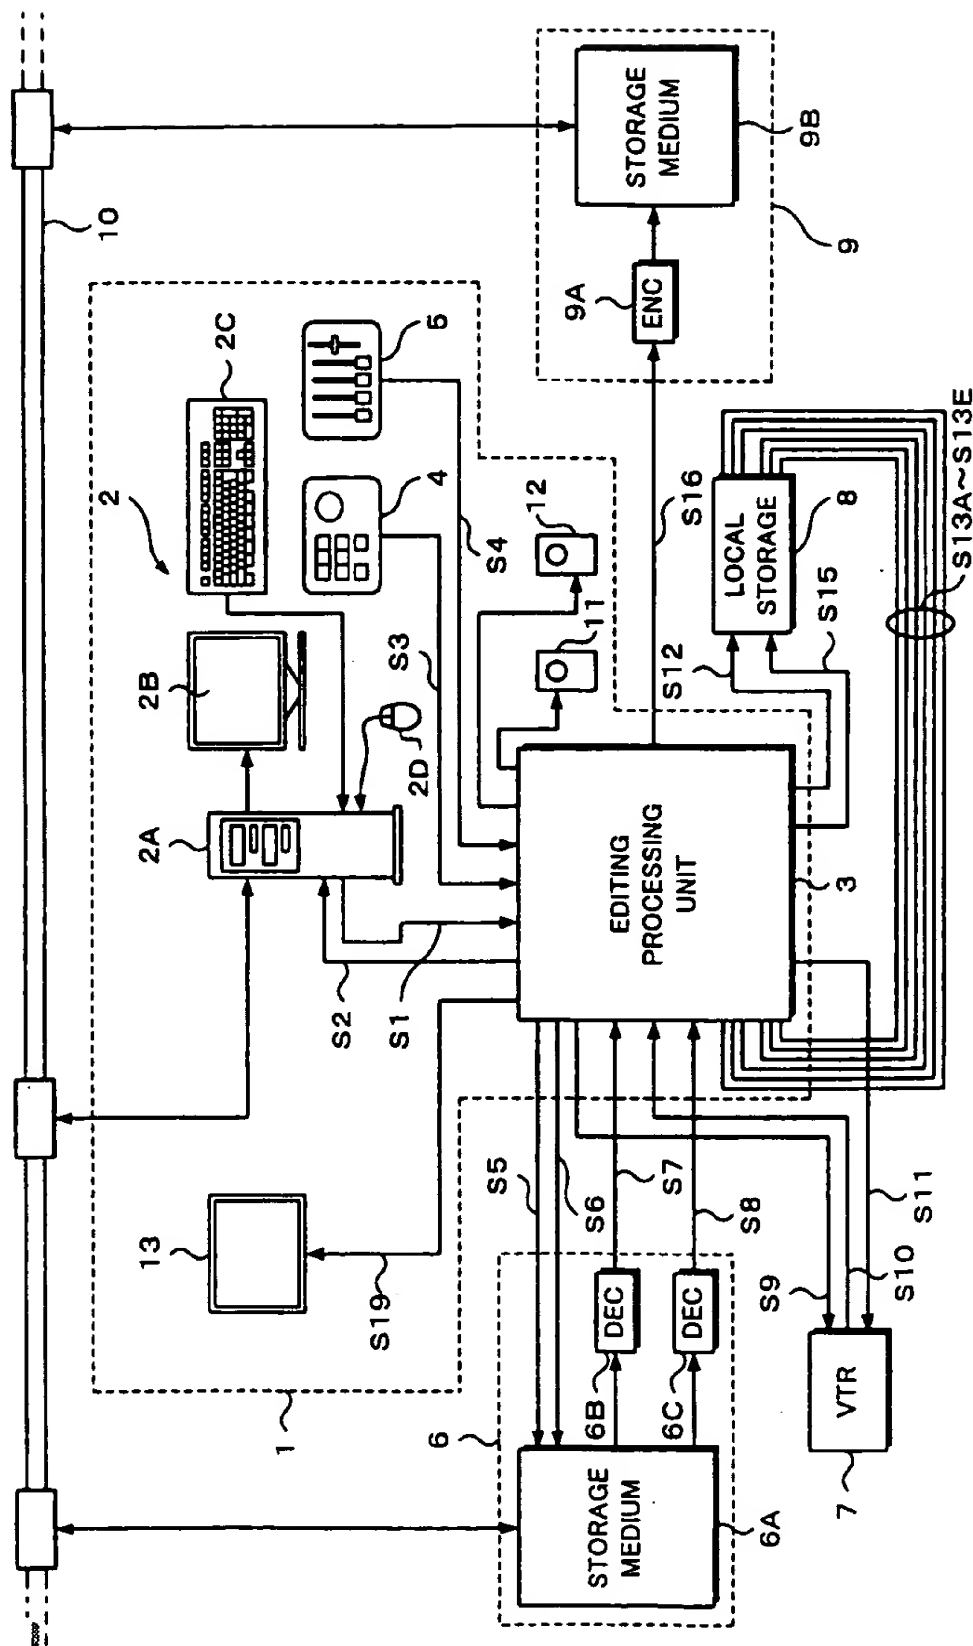 10
1
2
2A
2B
2C
2D
13
S19
S2
S1
S3
4
S4
5
11
12
EDITING
PROCESSING
UNIT
3
6
STORAGE
MEDIUM
6A
6B
DEC
6C
DEC
S5
S6
S7
S8
VTR
7
S9
S10
S11
S12
S15
LOCAL
STORAGE
8
S13A~S13E
S16
9A
ENC
STORAGE
MEDIUM
9B
9